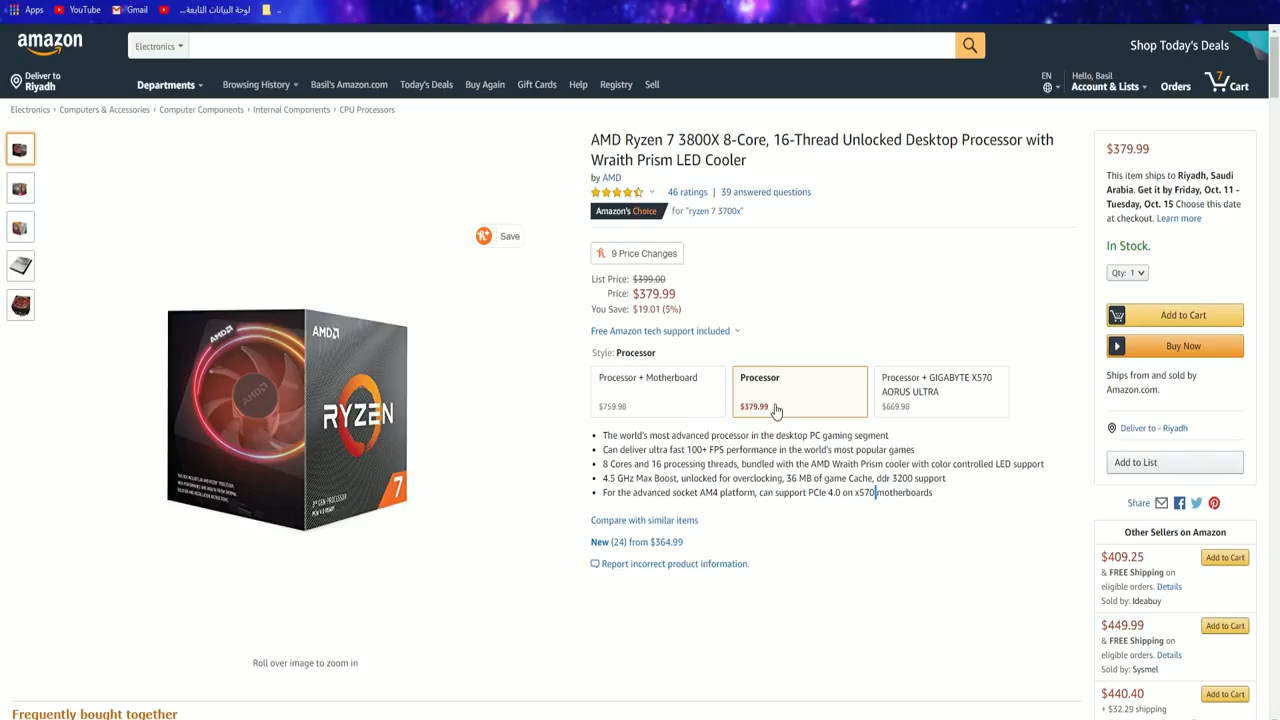 Apps YouTube Gmail لوحة البيانات التابعة...
amazon
Electronics
Shop Today's Deals
Deliver to
Riyadh
Departments Browsing History Basil's Amazon.com Today's Deals Buy Again Gift Cards Help Registry Sell
EN
Hello, Basil
Account & Lists
Orders
7
Cart
Electronics › Computers & Accessories › Computer Components › Internal Components › CPU Processors
AMD Ryzen 7 3800X 8-Core, 16-Thread Unlocked Desktop Processor with
Wraith Prism LED Cooler
by AMD
46 ratings | 39 answered questions
Amazon's Choice for "ryzen 7 3700x"
Save
9 Price Changes
List Price: $399.00
Price: $379.99
You Save: $19.01 (5%)
Free Amazon tech support included
Style: Processor
Processor + Motherboard
$759.98
Processor
$379.99
Processor + GIGABYTE X570
AORUS ULTRA
$669.98
• The world's most advanced processor in the desktop PC gaming segment
• Can deliver ultra fast 100+ FPS performance in the world's most popular games
• 8 Cores and 16 processing threads, bundled with the AMD Wraith Prism cooler with color controlled LED support
• 4.5 GHz Max Boost, unlocked for overclocking, 36 MB of game Cache, ddr 3200 support
• For the advanced socket AM4 platform, can support PCIe 4.0 on x570 motherboards
Compare with similar items
New (24) from $364.99
Report incorrect product information.
AMD
AMD
AMD
RYZEN
7
3RD GEN PROCESSOR
Roll over image to zoom in
Frequently bought together
$379.99
This item ships to Riyadh, Saudi
Arabia. Get it by Friday, Oct. 11 -
Tuesday, Oct. 15 Choose this date
at checkout. Learn more
In Stock.
Qty: 1
Add to Cart
Buy Now
Ships from and sold by
Amazon.com.
Deliver to - Riyadh
Add to List
Share
Other Sellers on Amazon
$409.25
Add to Cart
& FREE Shipping on
eligible orders. Details
Sold by: Ideabuy
$449.99
Add to Cart
& FREE Shipping on
eligible orders. Details
Sold by: Sysmel
$440.40
Add to Cart
+ $32.29 shipping